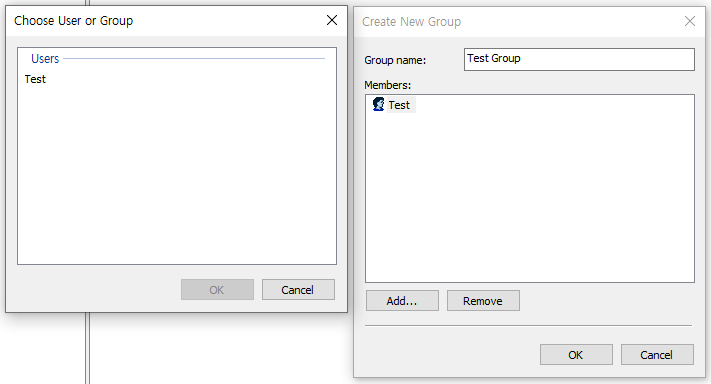 Choose User or Group
Users
Test
OK
Cancel
Create New Group
Group name:
Test Group
Members:
Test
Add...
Remove
OK
Cancel